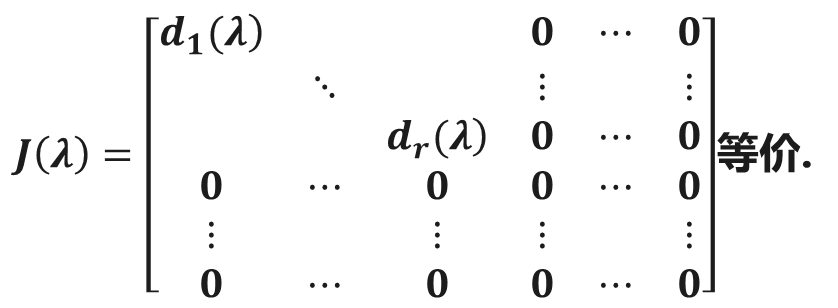 d₁(λ) 0 ⋯ 0
⋱ ⋮ ⋮
d_r(λ) 0 ⋯ 0
J(λ) = 等价.
0 ⋯ 0 0 ⋯ 0
⋮ ⋮ ⋮ ⋮
0 ⋯ 0 0 ⋯ 0